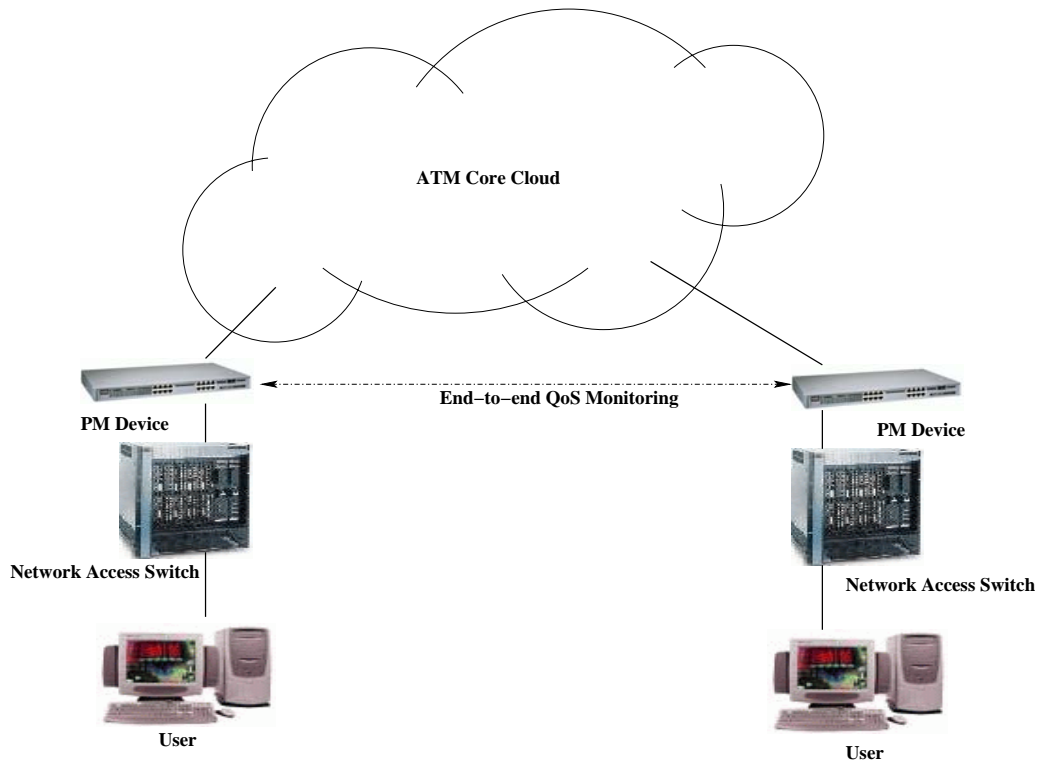 ATM Core Cloud
End−to−end QoS Monitoring
PM Device
PM Device
Network Access Switch
Network Access Switch
User
User